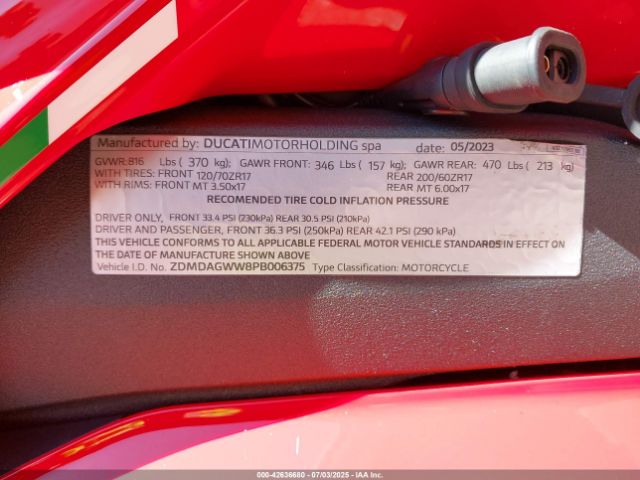 Manufactured by: DUCATIMOTORHOLDING spa date: 05/2023
GVWR:816 Lbs ( 370 kg); GAWR FRONT: 346 Lbs ( 157 kg); GAWR REAR: 470 Lbs ( 213 kg)
WITH TIRES: FRONT 120/70ZR17 REAR 200/60ZR17
WITH RIMS: FRONT MT 3.50x17 REAR MT 6.00x17
RECOMENDED TIRE COLD INFLATION PRESSURE
DRIVER ONLY, FRONT 33.4 PSI (230kPa) REAR 30.5 PSI (210kPa)
DRIVER AND PASSENGER, FRONT 36.3 PSI (250kPa) REAR 42.1 PSI (290 kPa)
THIS VEHICLE CONFORMS TO ALL APPLICABLE FEDERAL MOTOR VEHICLE STANDARDS IN EFFECT ON
THE DATE OF MANUFACTURE SHOWN ABOVE
Vehicle I.D. No. ZDMDAGWW8PB006375 Type Classification: MOTORCYCLE
000-42636680 - 07/03/2025 - IAAI, Inc.